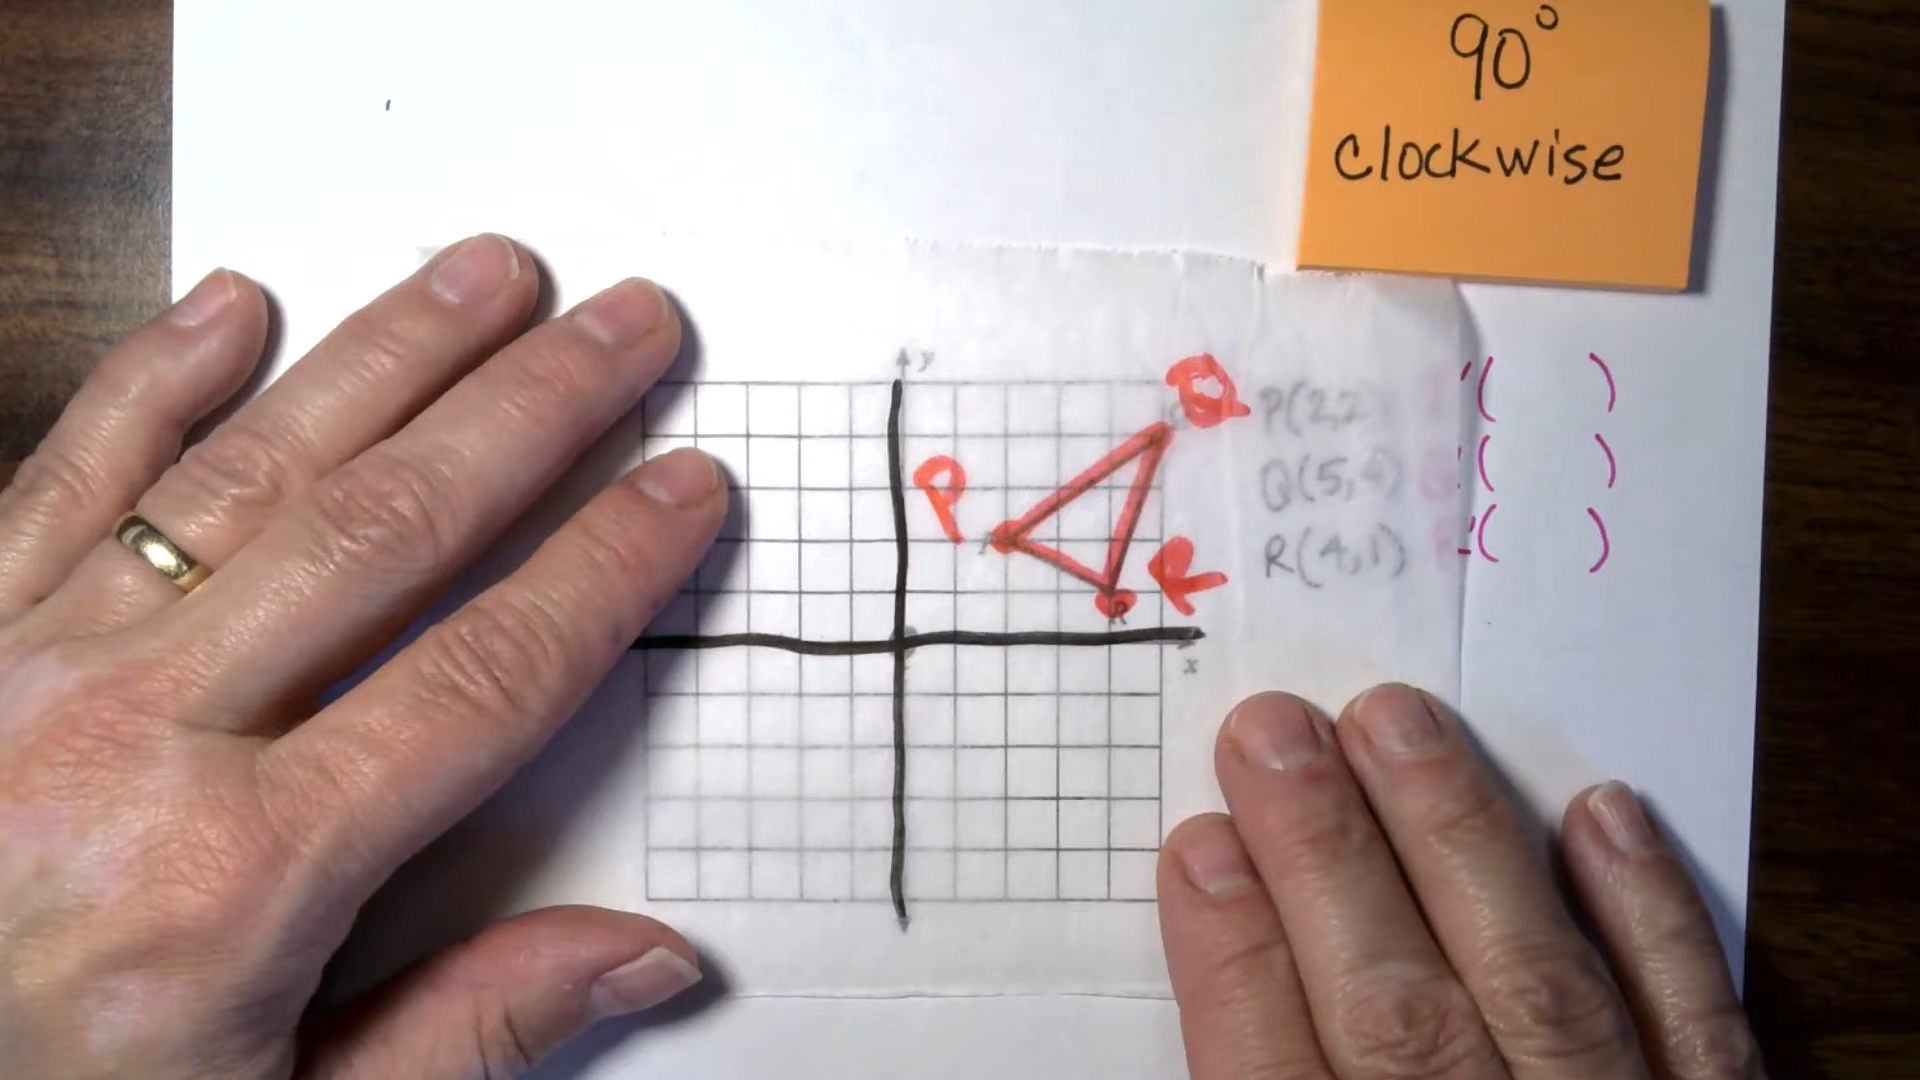 90°
clockwise
y
Q
P(2,2) '( )
P
Q(5,4) '( )
R(4,1) '( )
R
R
x